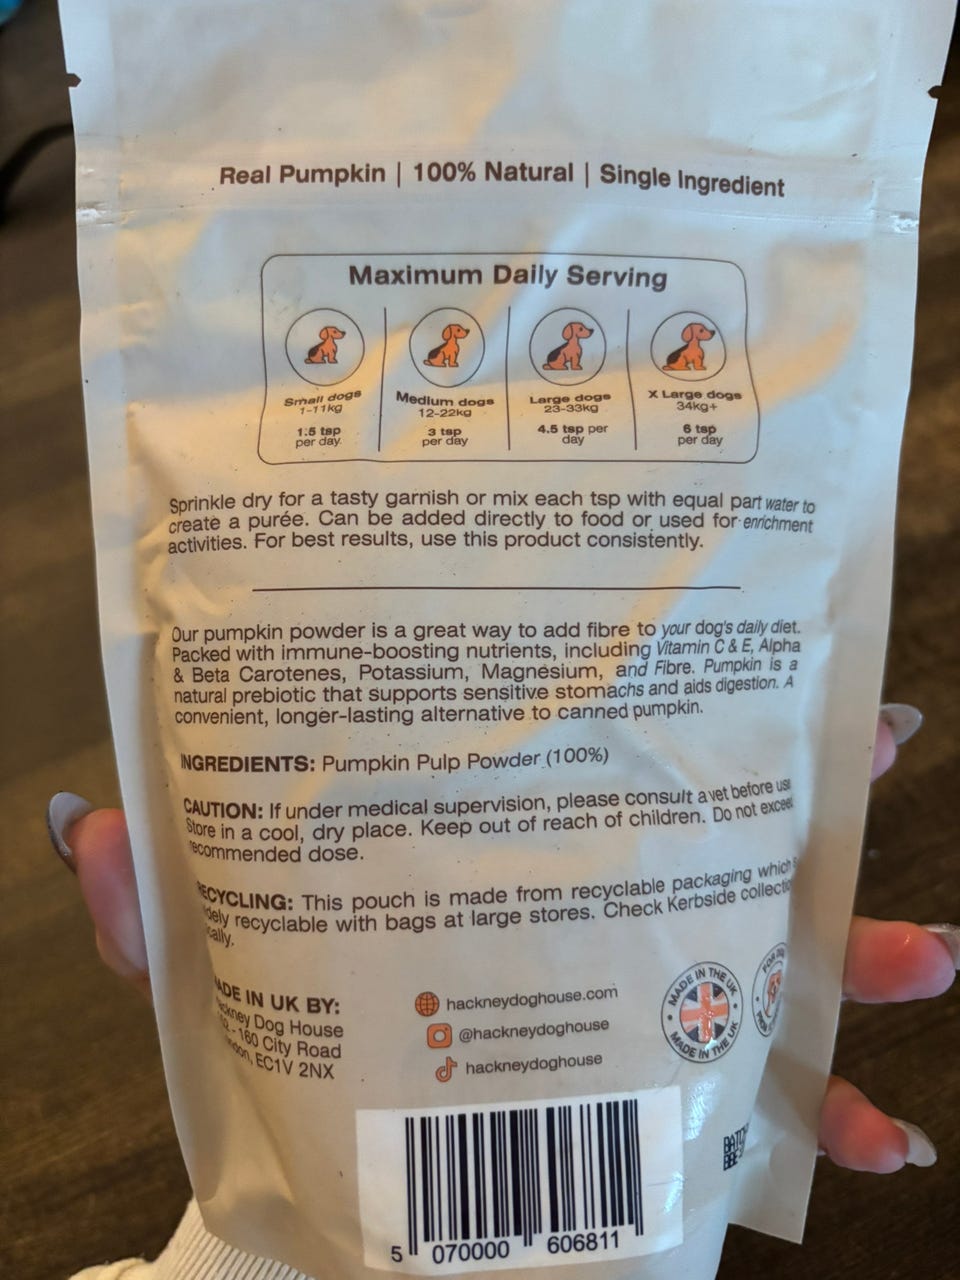 Real Pumpkin | 100% Natural | Single Ingredient
Maximum Daily Serving
Small dogs
1-11kg
1.5 tsp
per day.
Medium dogs
12-22kg
3 tsp
per day
Large dogs
23-33kg
4.5 tsp per
day
X Large dogs
34kg+
6 tsp
per day
Sprinkle dry for a tasty garnish or mix each tsp with equal part water to
create a purée. Can be added directly to food or used for enrichment
activities. For best results, use this product consistently.
Our pumpkin powder is a great way to add fibre to your dog's daily diet.
Packed with immune-boosting nutrients, including Vitamin C & E, Alpha
& Beta Carotenes, Potassium, Magnesium, and Fibre. Pumpkin is a
natural prebiotic that supports sensitive stomachs and aids digestion. A
convenient, longer-lasting alternative to canned pumpkin.
INGREDIENTS: Pumpkin Pulp Powder (100%)
CAUTION: If under medical supervision, please consult a vet before use
Store in a cool, dry place. Keep out of reach of children. Do not exceed
recommended dose.
RECYCLING: This pouch is made from recyclable packaging which
recyclable with bags at large stores. Check Kerbside collection
MADE IN UK BY:
Hackney Dog House
160 City Road
London, EC1V 2NX
hackneydoghouse.com
@hackneydoghouse
hackneydoghouse
MADE IN THE UK
MADE IN THE UK
FOR
5 070000 606811